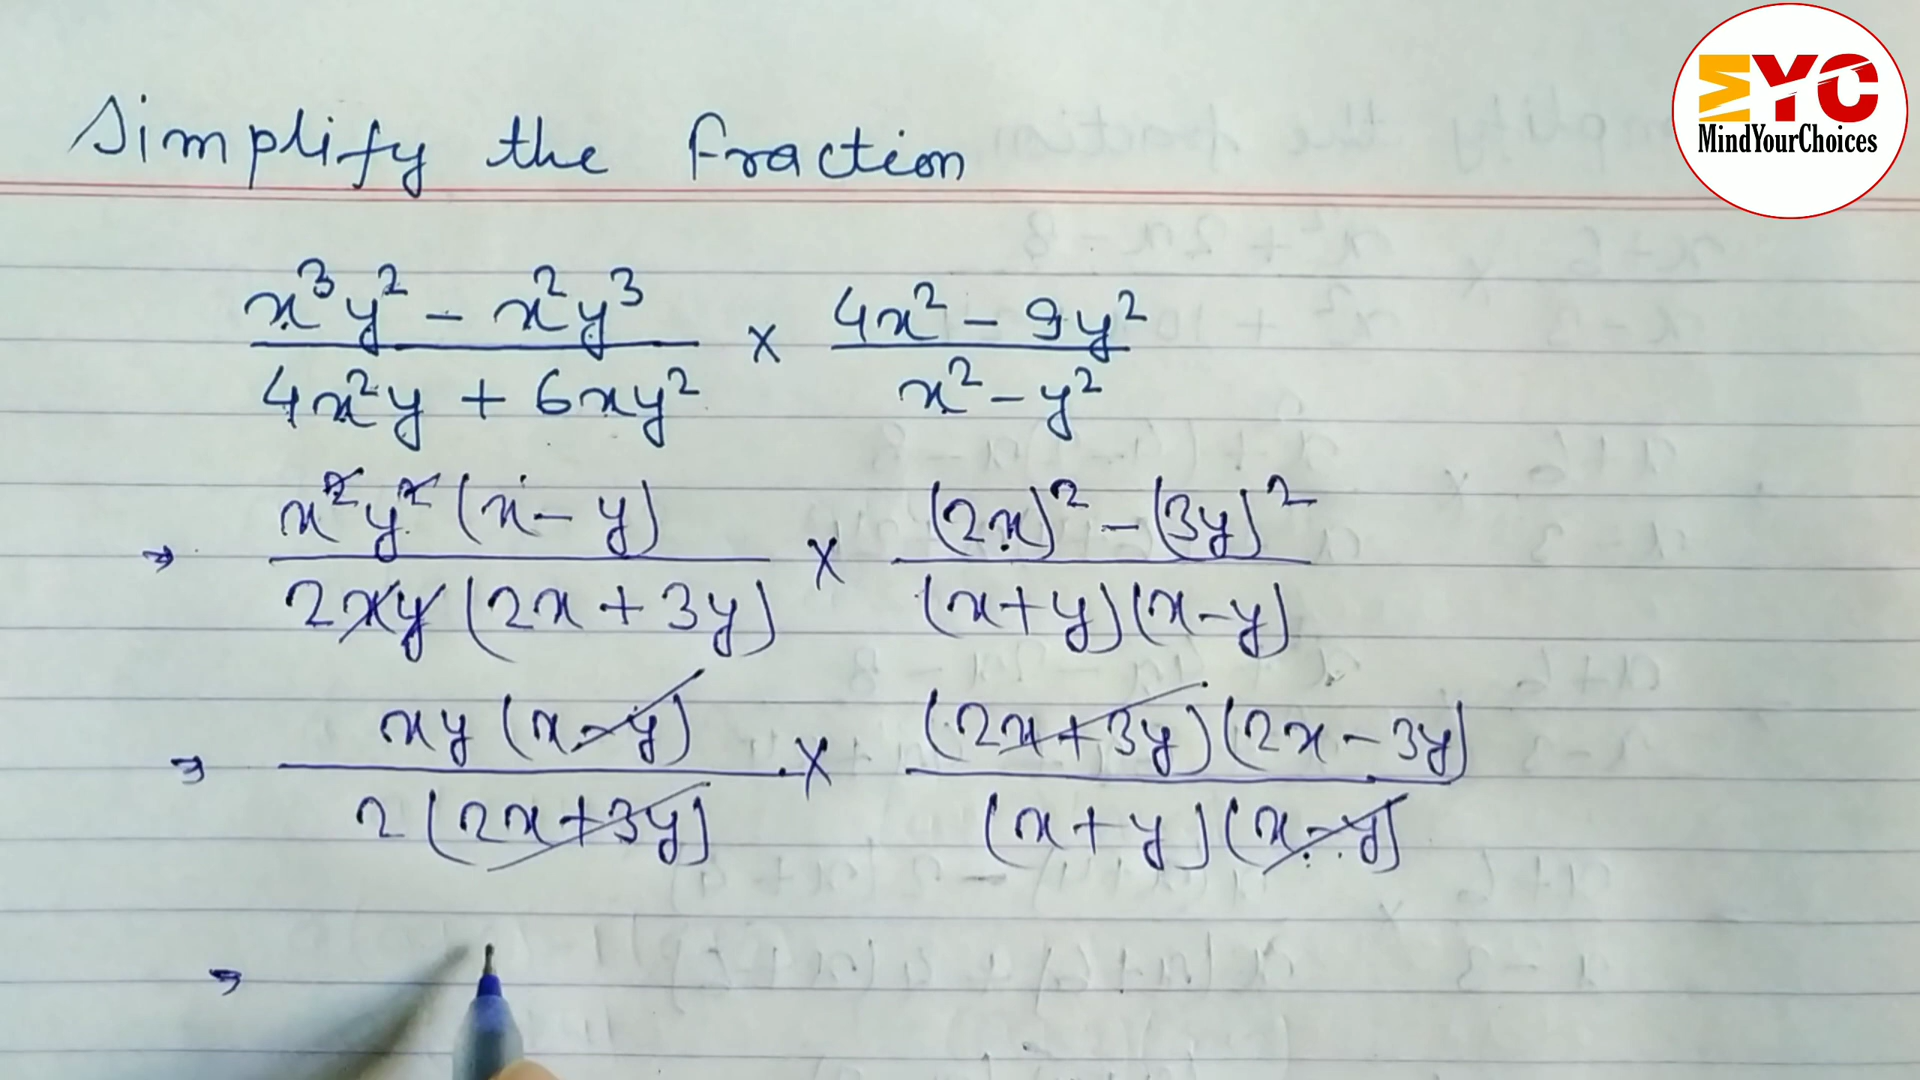 MYC
MindYourChoices
Simplify the fraction
x³y² - x²y³ / 4x²y + 6xy² × 4x² - 9y² / x² - y²
→ x²y² (x - y) / 2xy (2x + 3y) × (2x)² - (3y)² / (x+y)(x-y)
→ xy (x - y) / 2 (2x + 3y) × (2x + 3y)(2x - 3y) / (x + y)(x - y)
→